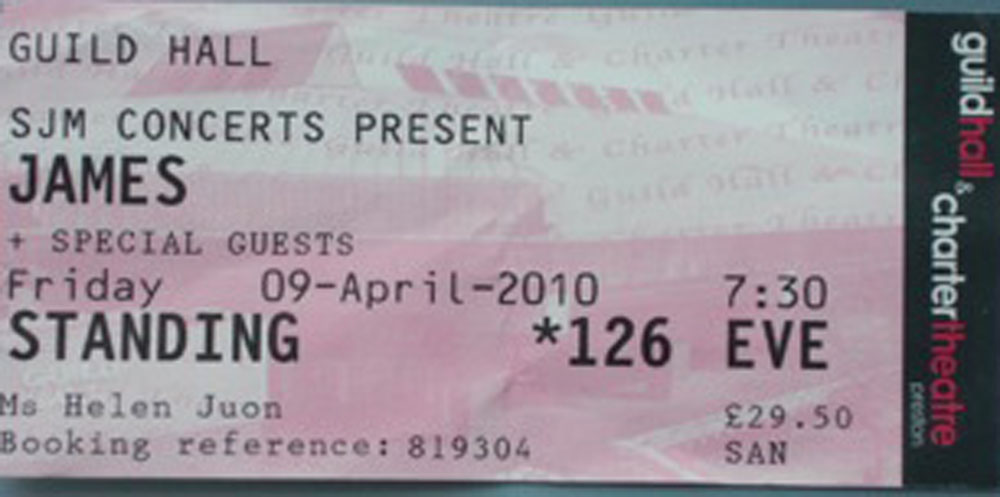 GUILD HALL
SJM CONCERTS PRESENT
JAMES
+ SPECIAL GUESTS
Friday 09-April-2010 7:30
STANDING *126 EVE
Ms Helen Juon £29.50
Booking reference: 819304 SAN
guildhall
& chartertheatre
preston